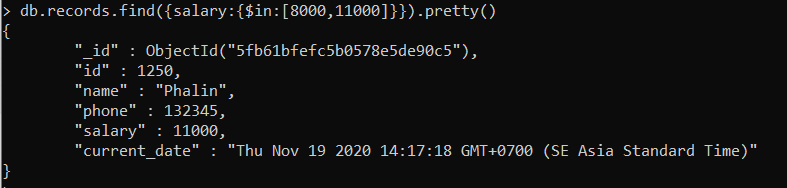 > db.records.find({salary:{$in:[8000,11000]}}).pretty()
{
        "_id" : ObjectId("5fb61bfefc5b0578e5de90c5"),
        "id" : 1250,
        "name" : "Phalin",
        "phone" : 132345,
        "salary" : 11000,
        "current_date" : "Thu Nov 19 2020 14:17:18 GMT+0700 (SE Asia Standard Time)"
}